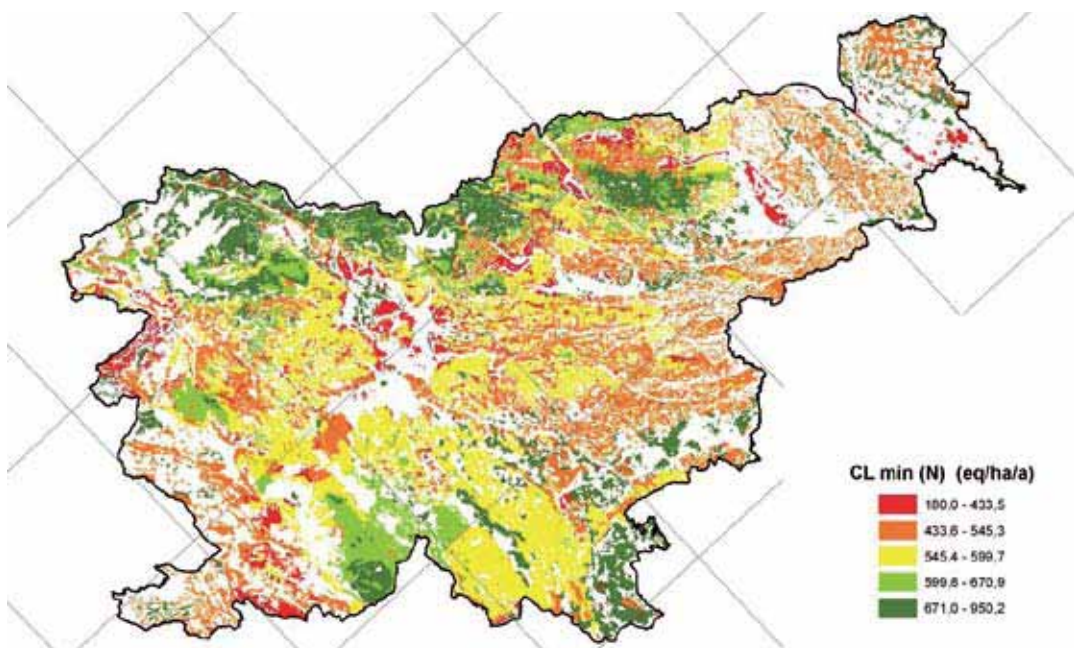 CL min (N) (eq/ha/a)
180,0 - 433,5
433,6 - 545,3
545,4 - 599,7
599,8 - 670,9
671,0 - 950,2